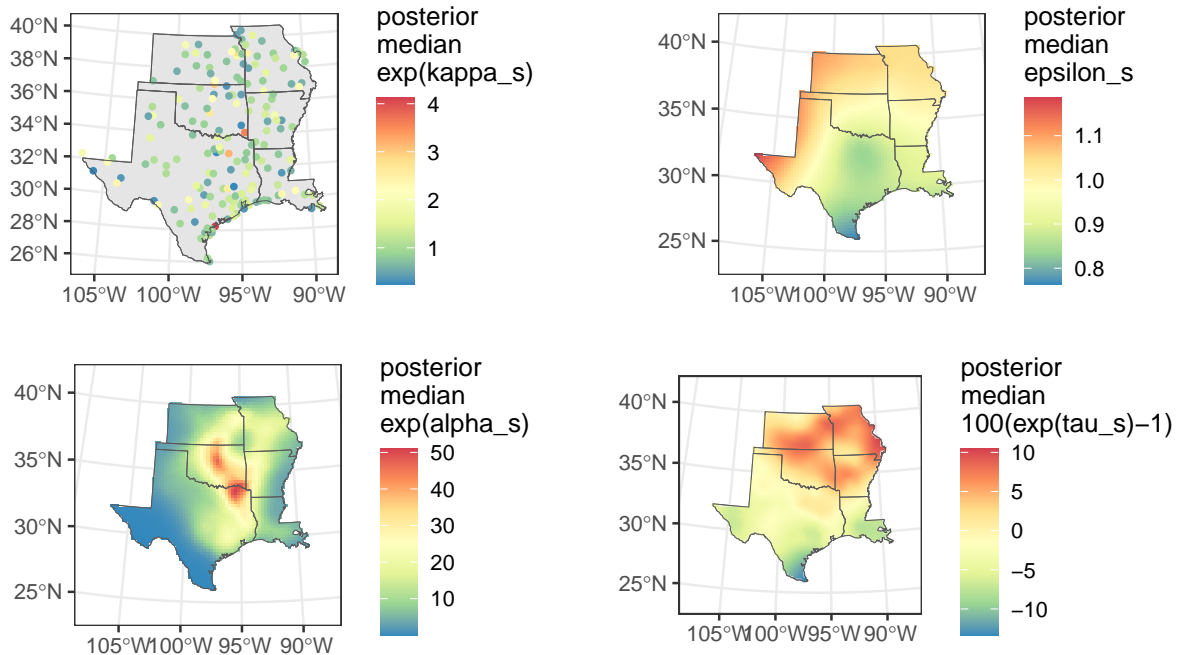 posterior
median
exp(kappa_s)
40°N
38°N
36°N
34°N
32°N
30°N
28°N
26°N
105°W 100°W 95°W 90°W
4
3
2
1
posterior
median
epsilon_s
40°N
35°N
30°N
25°N
105°W100°W 95°W 90°W
1.1
1.0
0.9
0.8
posterior
median
exp(alpha_s)
40°N
35°N
30°N
25°N
105°W100°W 95°W 90°W
50
40
30
20
10
posterior
median
100(exp(tau_s)−1)
40°N
35°N
30°N
25°N
105°W100°W 95°W 90°W
10
5
0
−5
−10